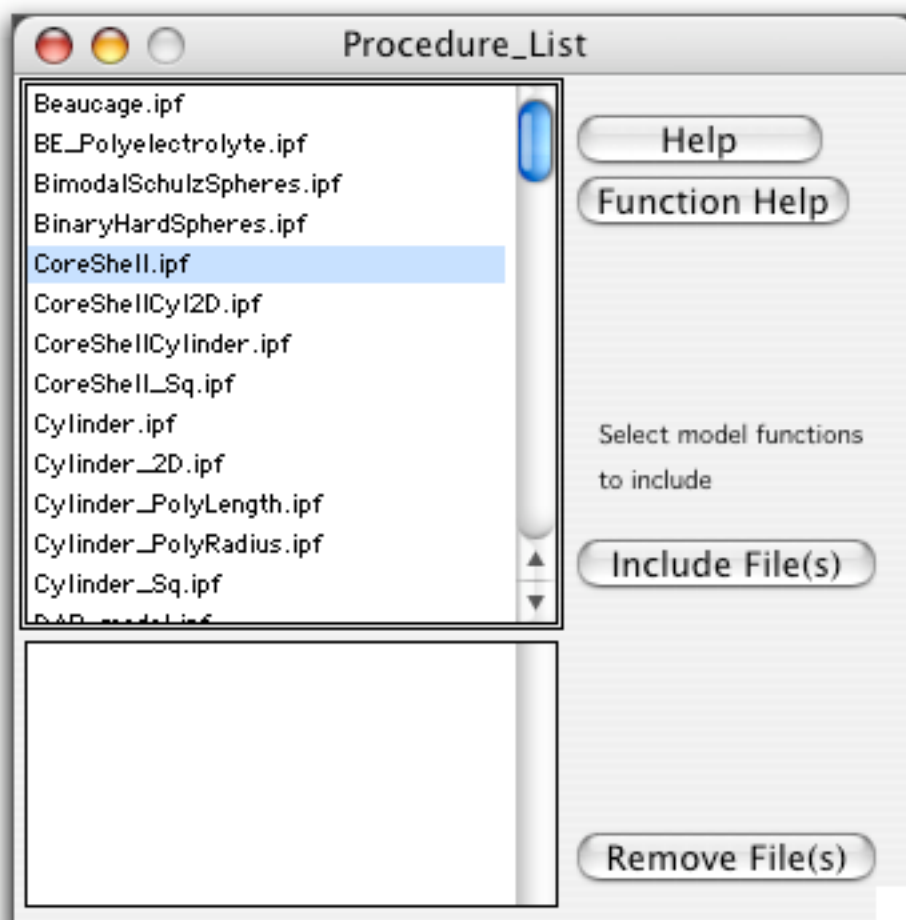 Procedure_List
Beaucage.ipf
BE_Polyelectrolyte.ipf
BimodalSchulzSpheres.ipf
BinaryHardSpheres.ipf
CoreShell.ipf
CoreShellCyl2D.ipf
CoreShellCylinder.ipf
CoreShell_Sq.ipf
Cylinder.ipf
Cylinder_2D.ipf
Cylinder_PolyLength.ipf
Cylinder_PolyRadius.ipf
Cylinder_Sq.ipf
Help
Function Help
Select model functions
to include
Include File(s)
Remove File(s)